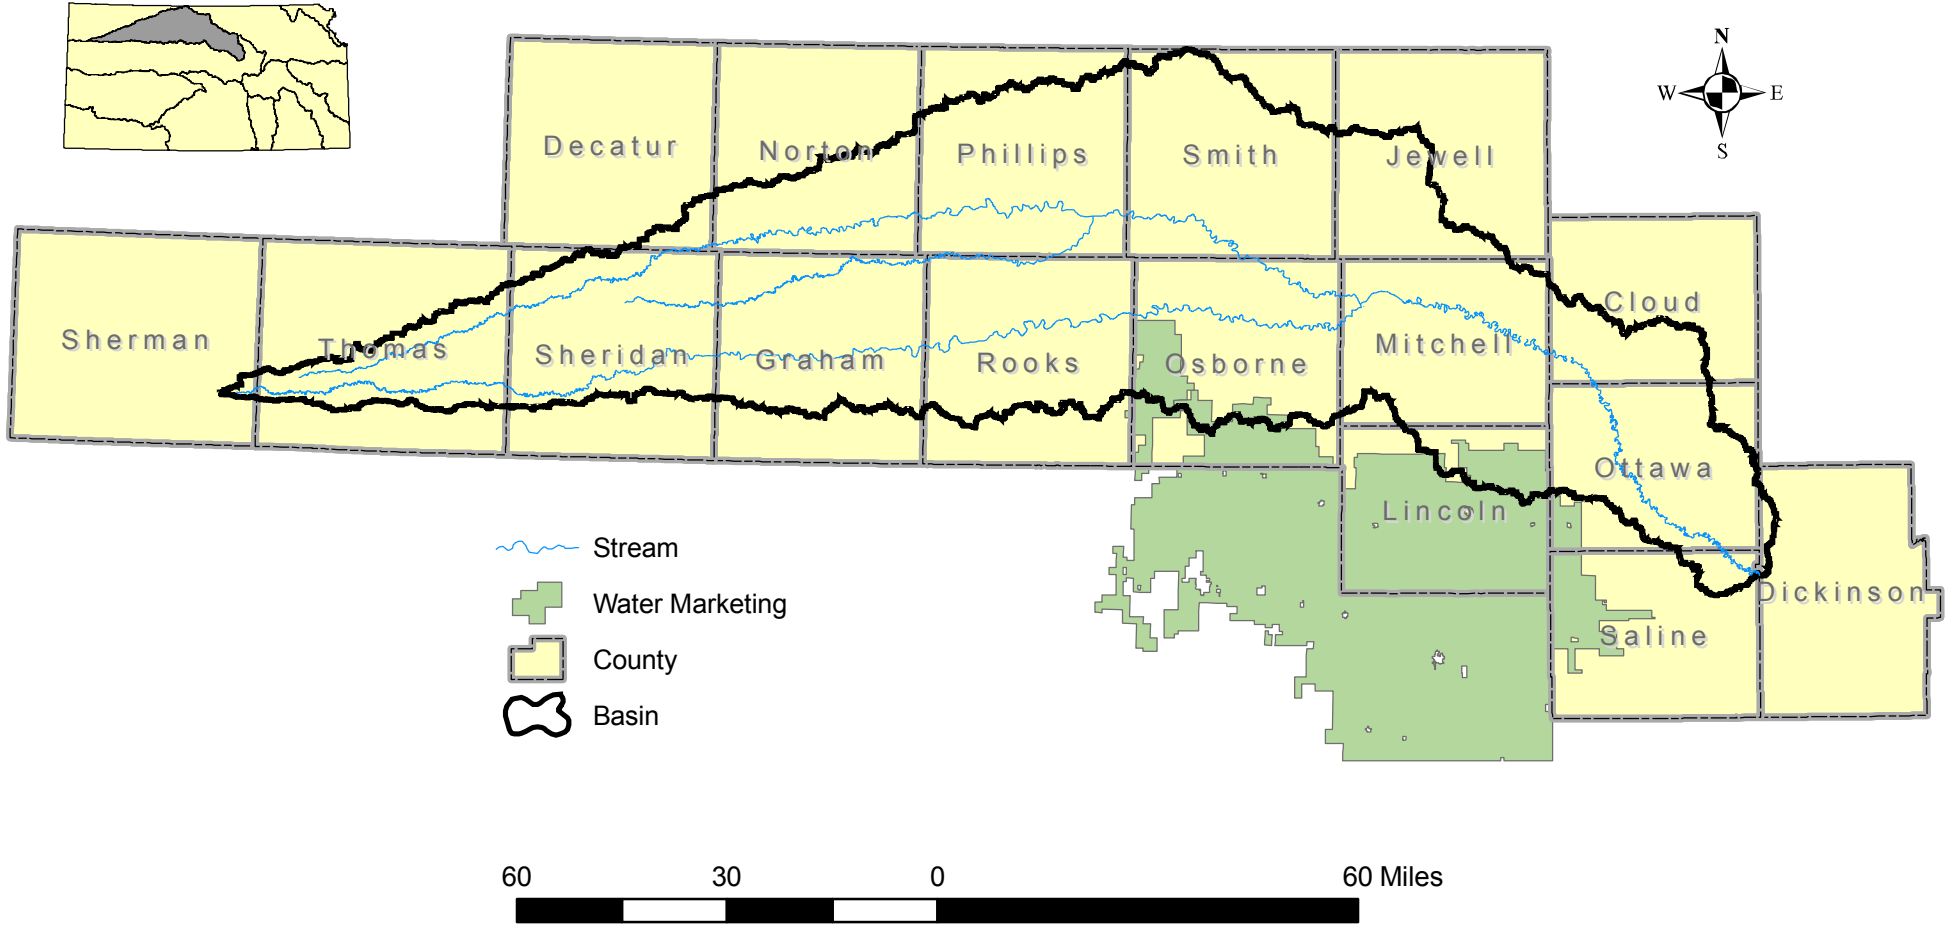 N
W E
S
Decatur
Norton
Phillips
Smith
Jewell
Sherman
Thomas
Sheridan
Graham
Rooks
Osborne
Mitchell
Cloud
Ottawa
Lincoln
Dickinson
Saline
Stream
Water Marketing
County
Basin
60 30 0 60 Miles